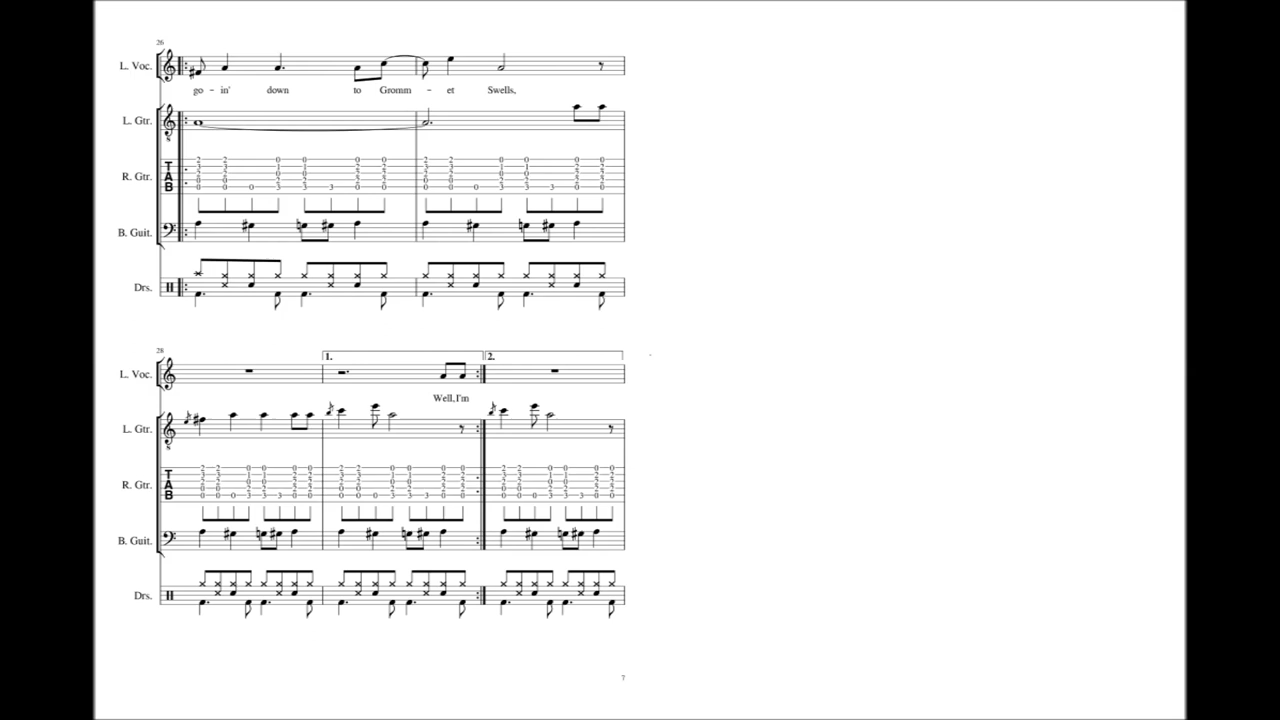 26
L. Voc.
go - in' down to Gromm - et Swells,
L. Gtr.
R. Gtr.
B. Guit.
Drs.
28
1. 2.
L. Voc.
Well, I'm
L. Gtr.
R. Gtr.
B. Guit.
Drs.
7